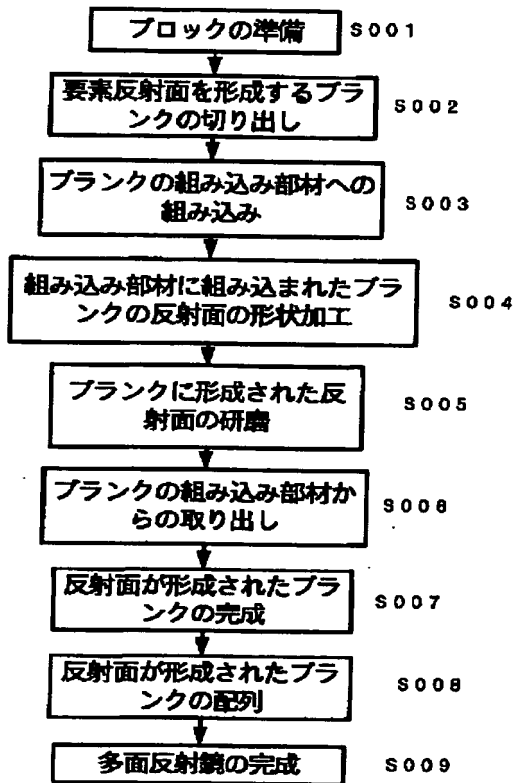 ブロックの準備
S001
要素反射面を形成するブラ
ンクの切り出し
S002
ブランクの組み込み部材への
組み込み
S003
組み込み部材に組み込まれたブラ
ンクの反射面の形状加工
S004
ブランクに形成された反
射面の研磨
S005
ブランクの組み込み部材か
らの取り出し
S006
反射面が形成されたブラ
ンクの完成
S007
反射面が形成されたブラ
ンクの配列
S008
多面反射鏡の完成
S009